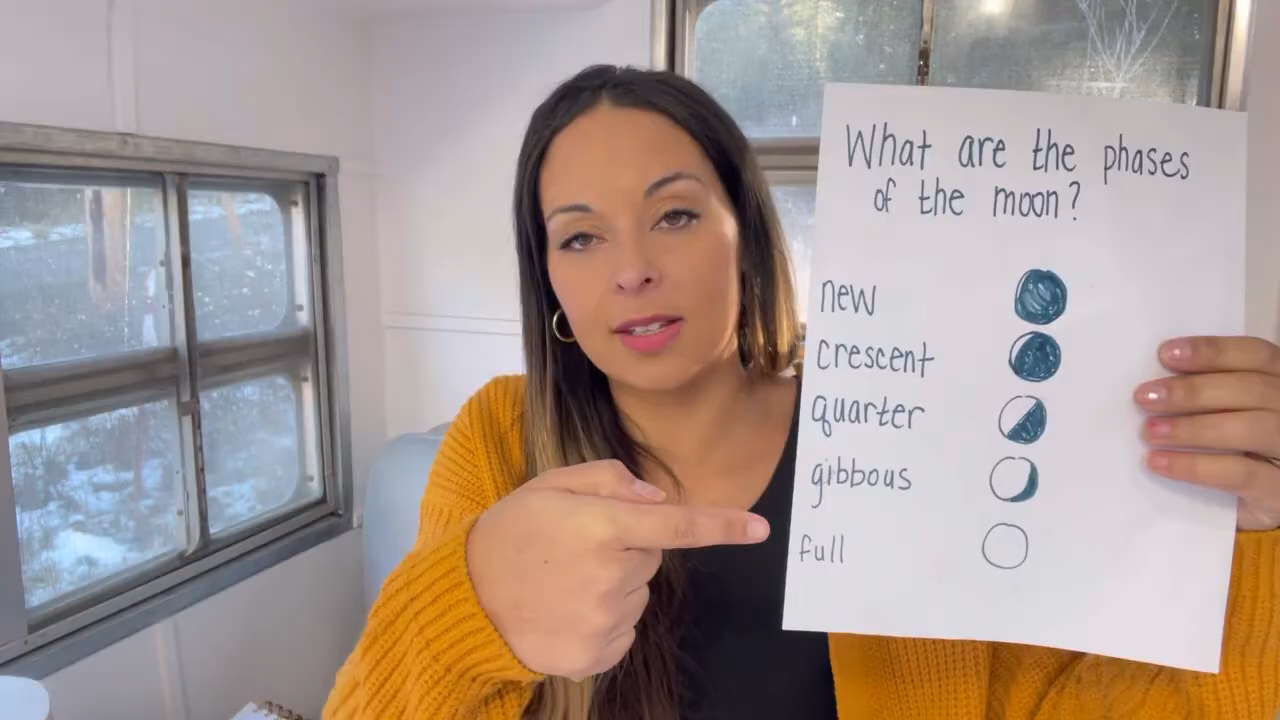 What are the phases
of the moon?
new
crescent
quarter
gibbous
full